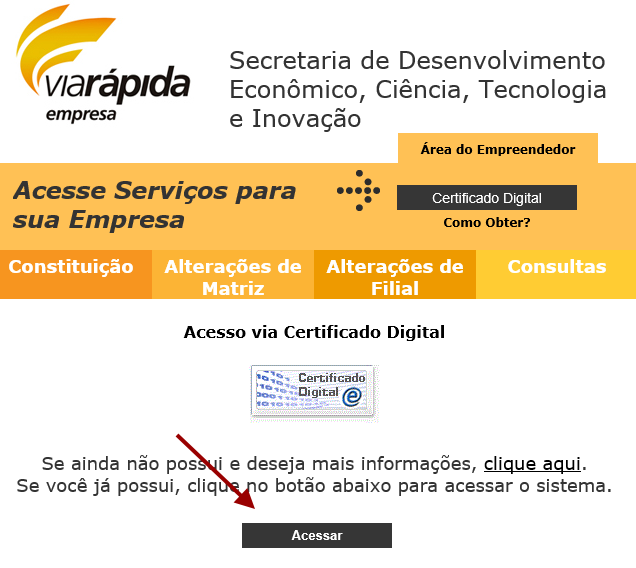 viarápida
empresa
Secretaria de Desenvolvimento
Econômico, Ciência, Tecnologia
e Inovação
Área do Empreendedor
Acesse Serviços para
sua Empresa
Certificado Digital
Como Obter?
Constituição
Alterações de
Matriz
Alterações de
Filial
Consultas
Acesso via Certificado Digital
Certificado
Digital
Se ainda não possui e deseja mais informações, clique aqui.
Se você já possui, clique no botão abaixo para acessar o sistema.
Acessar